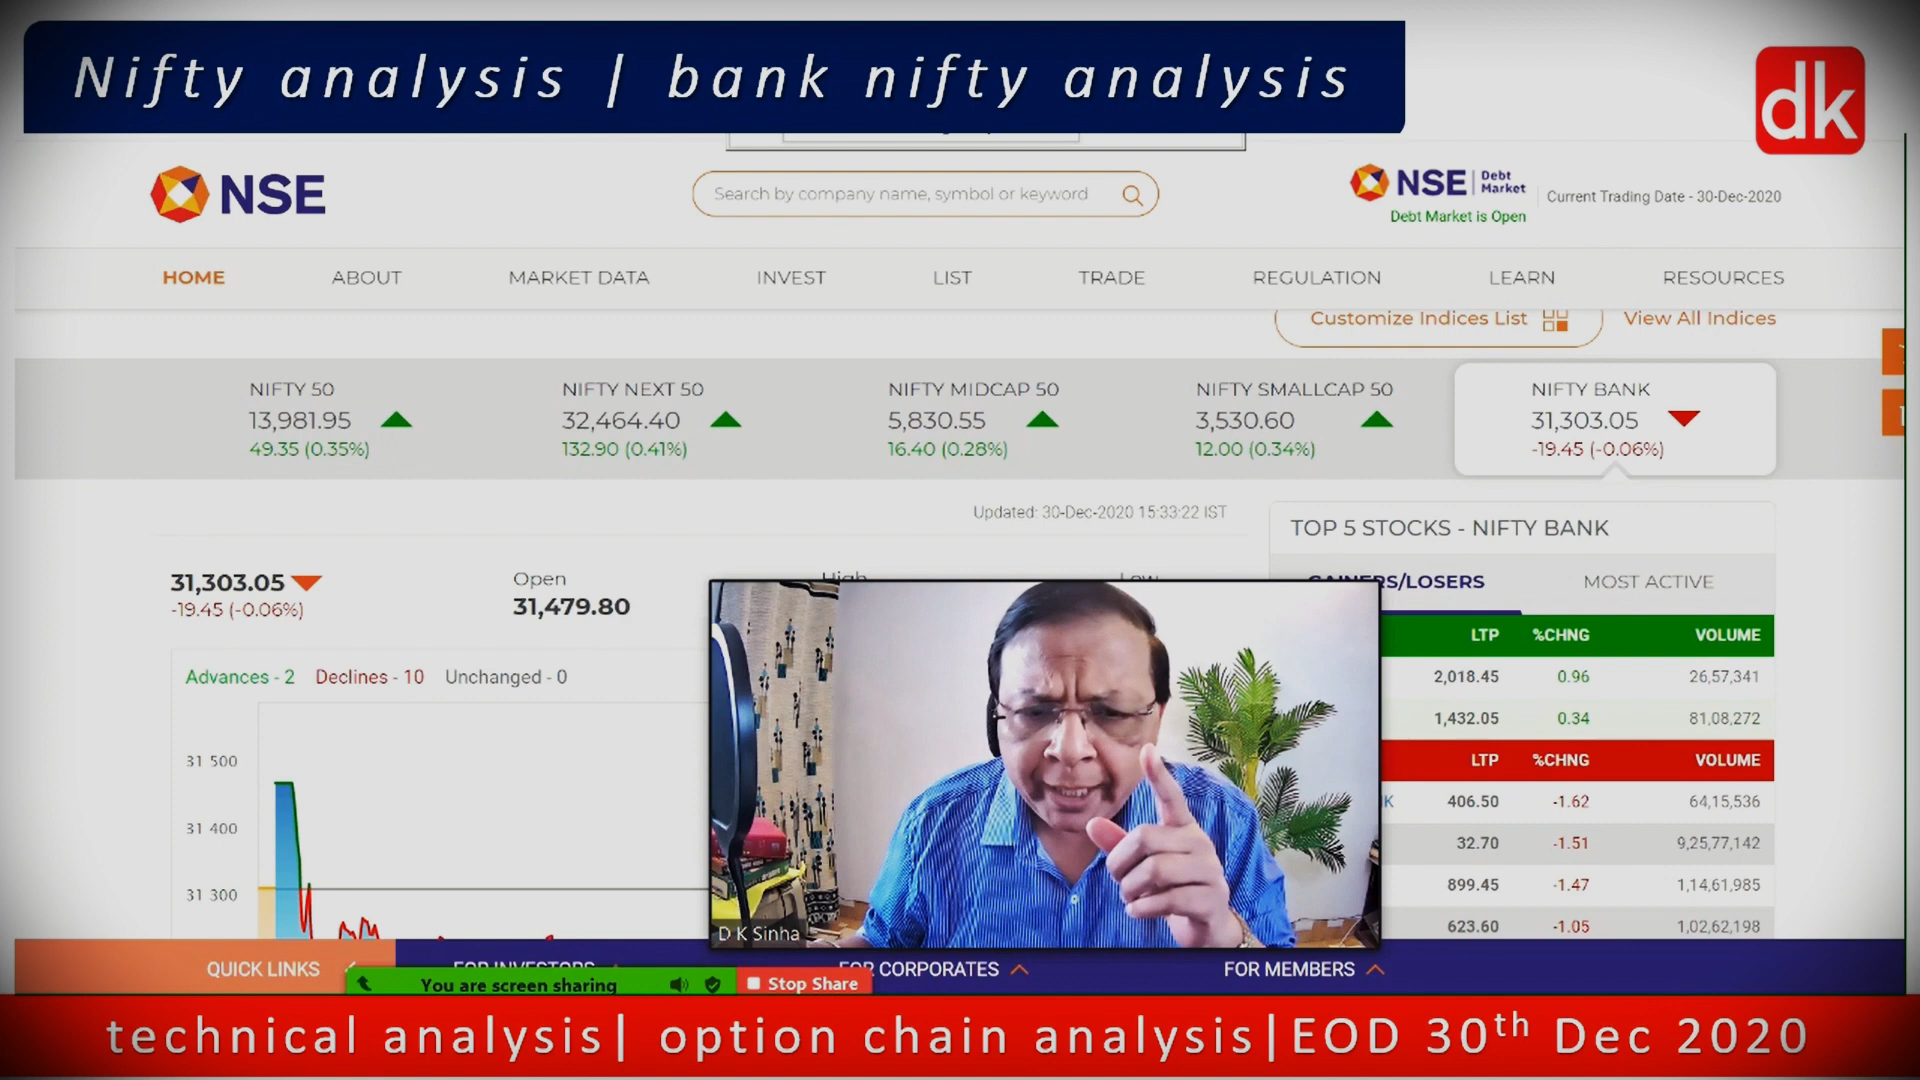 Nifty analysis | bank nifty analysis
dk
NSE
Search by company name, symbol or keyword
NSE Debt Market
Debt Market is Open
Current Trading Date - 30-Dec-2020
HOME ABOUT MARKET DATA INVEST LIST TRADE REGULATION LEARN RESOURCES
Customize Indices List View All Indices
NIFTY 50 NIFTY NEXT 50 NIFTY MIDCAP 50 NIFTY SMALLCAP 50 NIFTY BANK
13,981.95 32,464.40 5,830.55 3,530.60 31,303.05
49.35 (0.35%) 132.90 (0.41%) 16.40 (0.28%) 12.00 (0.34%) -19.45 (-0.06%)
Updated: 30-Dec-2020 15:33:22 IST
31,303.05
-19.45 (-0.06%)
Open
31,479.80
High
Low
Advances - 2 Declines - 10 Unchanged - 0
31 500
31 400
31 300
TOP 5 STOCKS - NIFTY BANK
GAINERS/LOSERS MOST ACTIVE
LTP %CHNG VOLUME
2,018.45 0.96 26,57,341
1,432.05 0.34 81,08,272
LTP %CHNG VOLUME
K 406.50 -1.62 64,15,536
32.70 -1.51 9,25,77,142
899.45 -1.47 1,14,61,985
623.60 -1.05 1,02,62,198
D K Sinha
QUICK LINKS FOR INVESTORS FOR CORPORATES FOR MEMBERS
You are screen sharing Stop Share
technical analysis| option chain analysis|EOD 30th Dec 2020